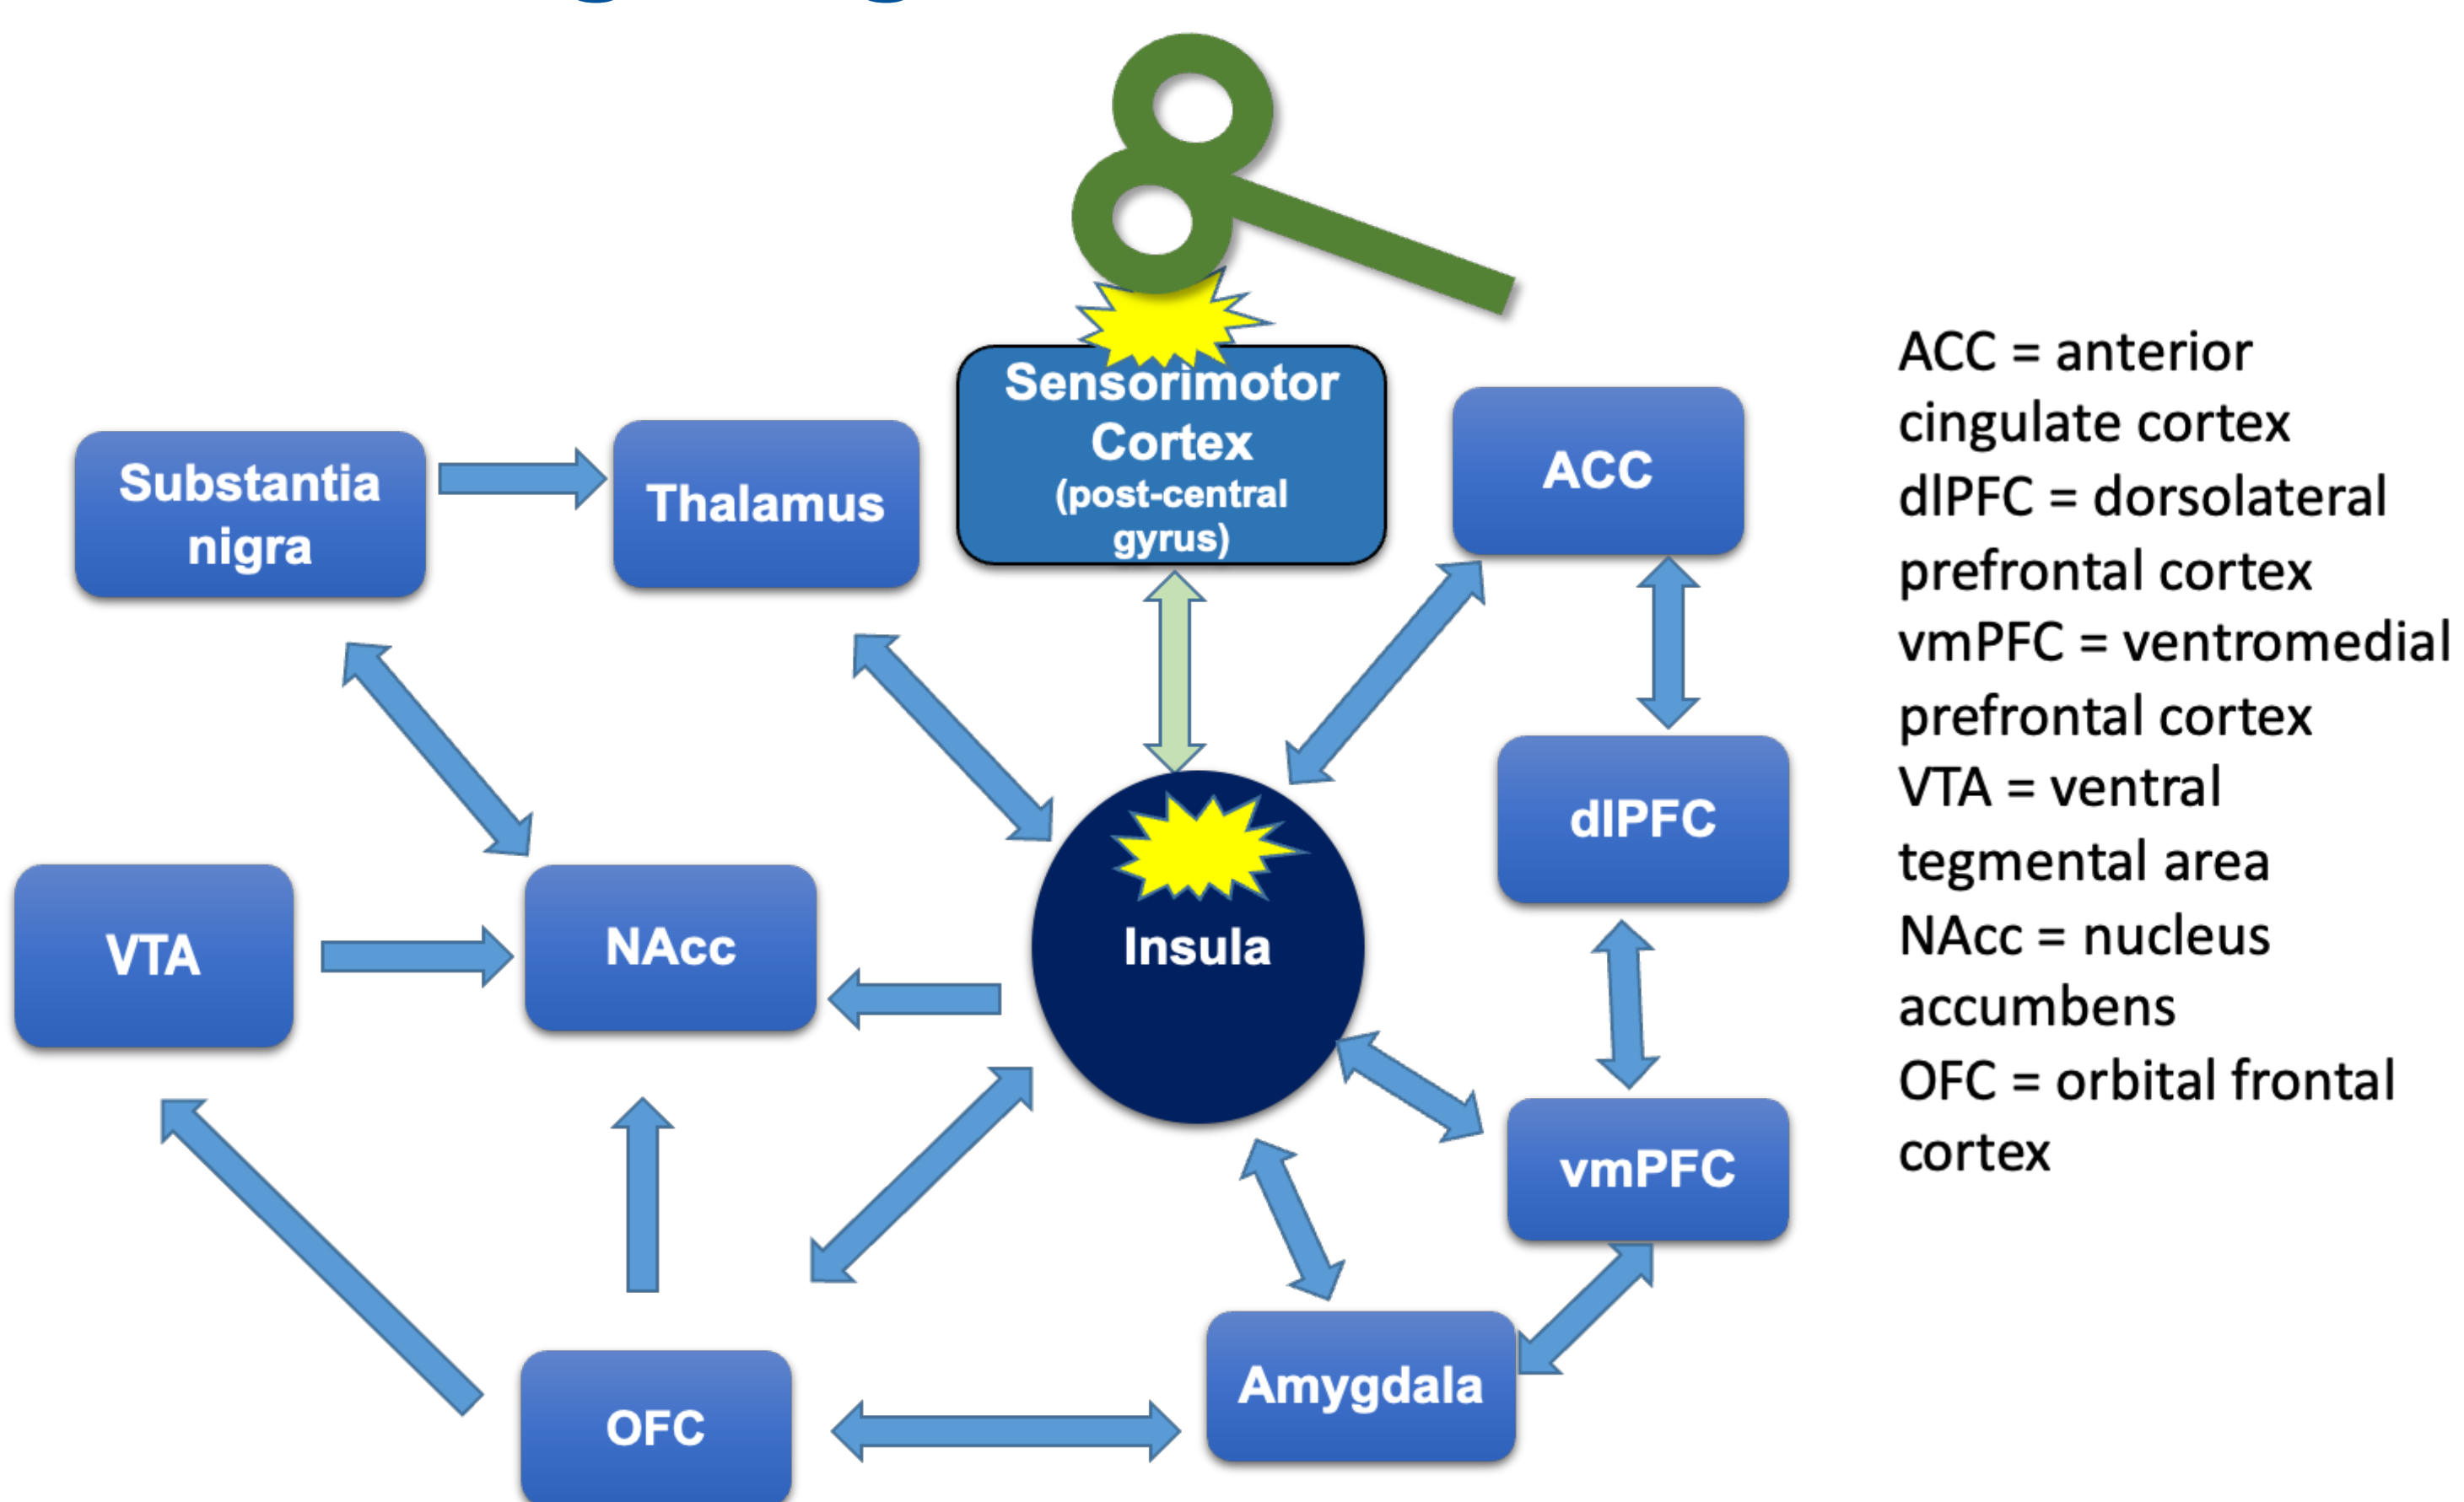 Sensorimotor
Cortex
(post-central
gyrus)
ACC
Substantia
nigra
Thalamus
dlPFC
VTA
NAcc
Insula
vmPFC
Amygdala
OFC
ACC = anterior
cingulate cortex
dlPFC = dorsolateral
prefrontal cortex
vmPFC = ventromedial
prefrontal cortex
VTA = ventral
tegmental area
NAcc = nucleus
accumbens
OFC = orbital frontal
cortex